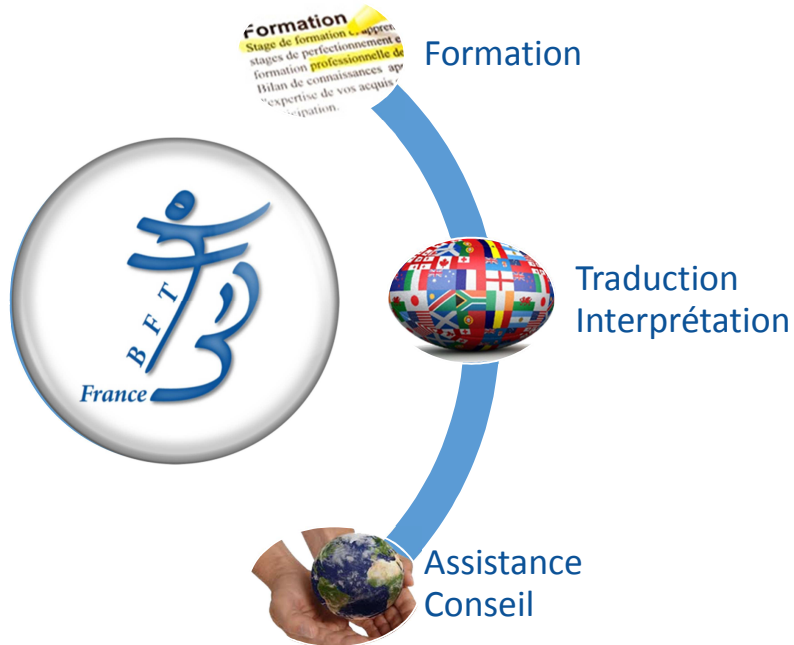 Formation
Stage de formation
stages de perfectionnement e
formation professionnelle de
Bilan de connaissances
l'expertise de vos acquis
Formation
B F T
France
Traduction
Interprétation
Assistance
Conseil